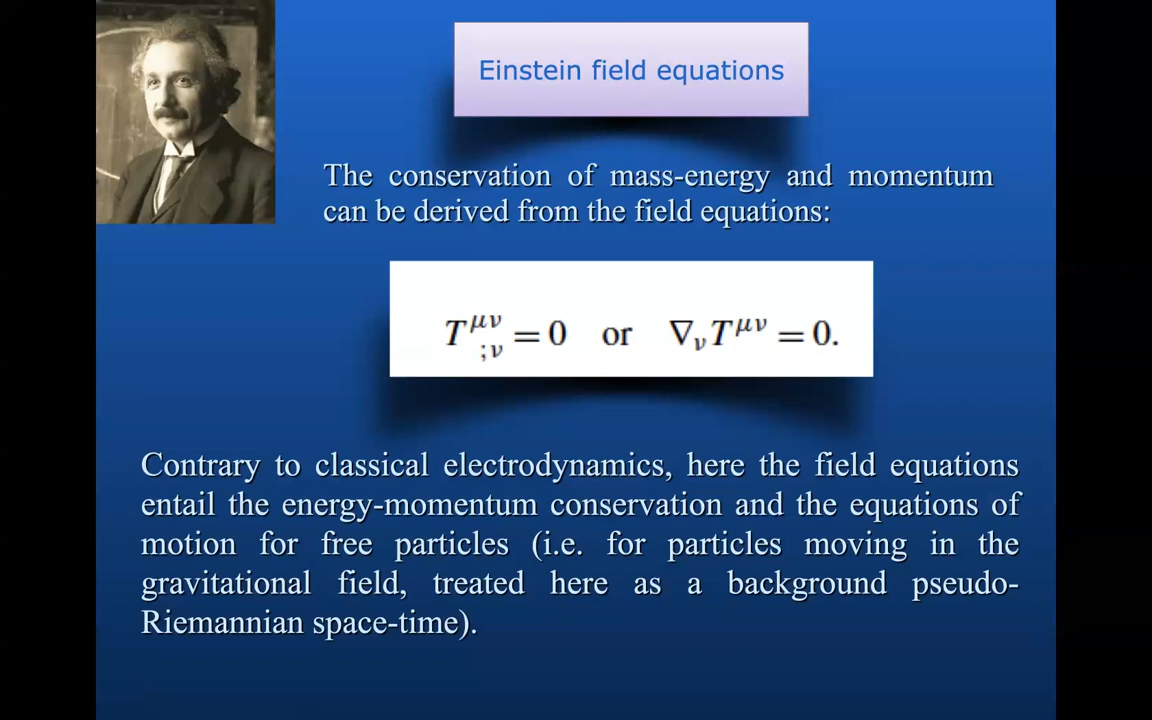 Einstein field equations
The conservation of mass-energy and momentum
can be derived from the field equations:
T^{μν}_{;ν} = 0 or ∇_ν T^{μν} = 0.
Contrary to classical electrodynamics, here the field equations
entail the energy-momentum conservation and the equations of
motion for free particles (i.e. for particles moving in the
gravitational field, treated here as a background pseudo-
Riemannian space-time).